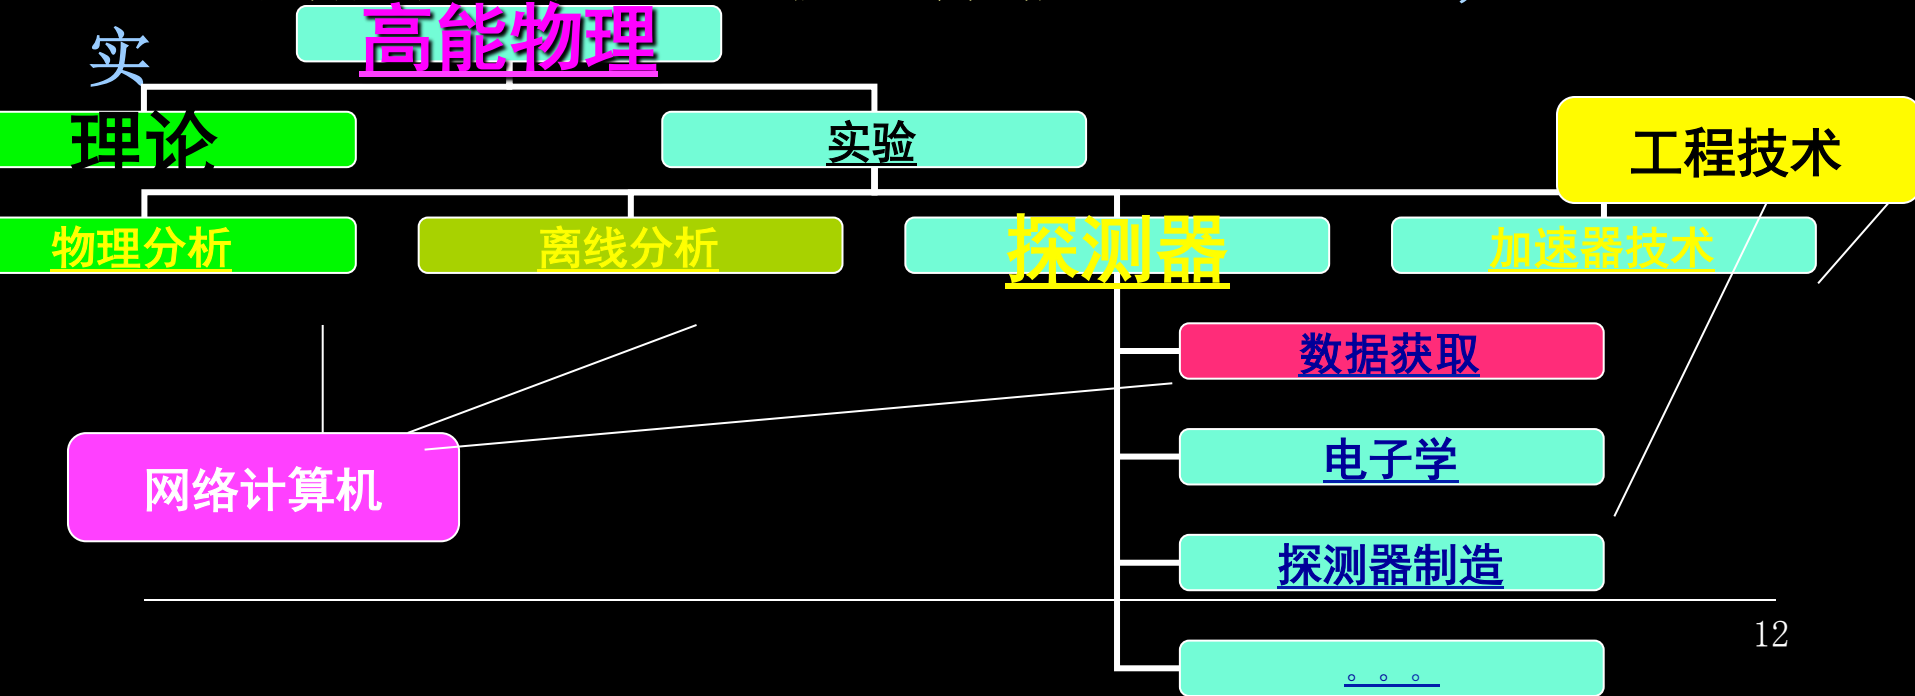 高能物理
实
理论
实验
工程技术
物理分析
离线分析
探测器
加速器技术
数据获取
电子学
网络计算机
探测器制造
12
。。。